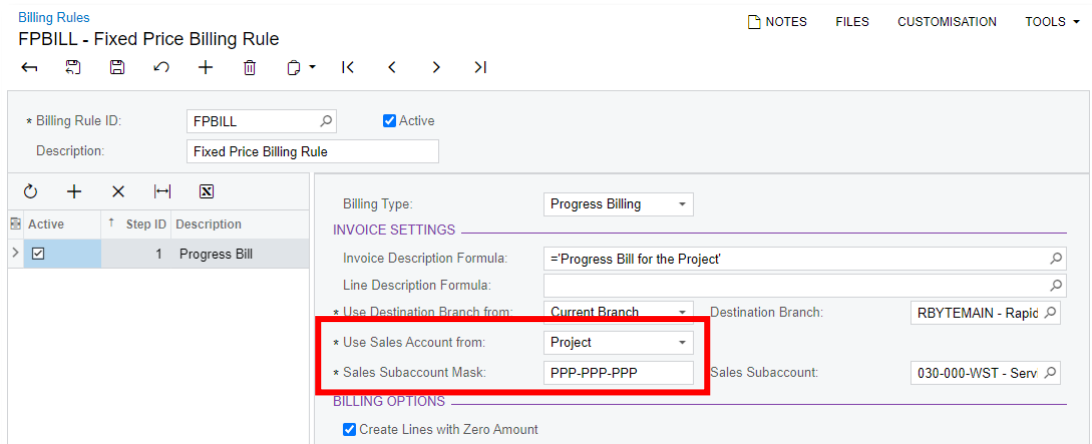 Billing Rules
NOTES FILES CUSTOMISATION TOOLS
FPBILL - Fixed Price Billing Rule
* Billing Rule ID: FPBILL Active
Description: Fixed Price Billing Rule
Billing Type: Progress Billing
Active Step ID Description
INVOICE SETTINGS
1 Progress Bill
Invoice Description Formula: ='Progress Bill for the Project'
Line Description Formula:
* Use Destination Branch from: Current Branch Destination Branch: RBYTEMAIN - Rapid
* Use Sales Account from: Project
* Sales Subaccount Mask: PPP-PPP-PPP Sales Subaccount: 030-000-WST - Serv
BILLING OPTIONS
Create Lines with Zero Amount